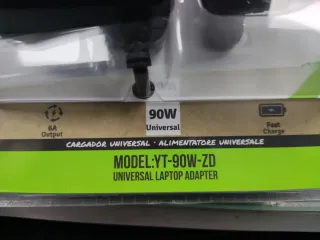 90W
Universal
6A
Output
Fast
Charge
CARGADOR UNIVERSAL · ALIMENTATORE UNIVERSALE
MODEL:YT-90W-ZD
UNIVERSAL LAPTOP ADAPTER